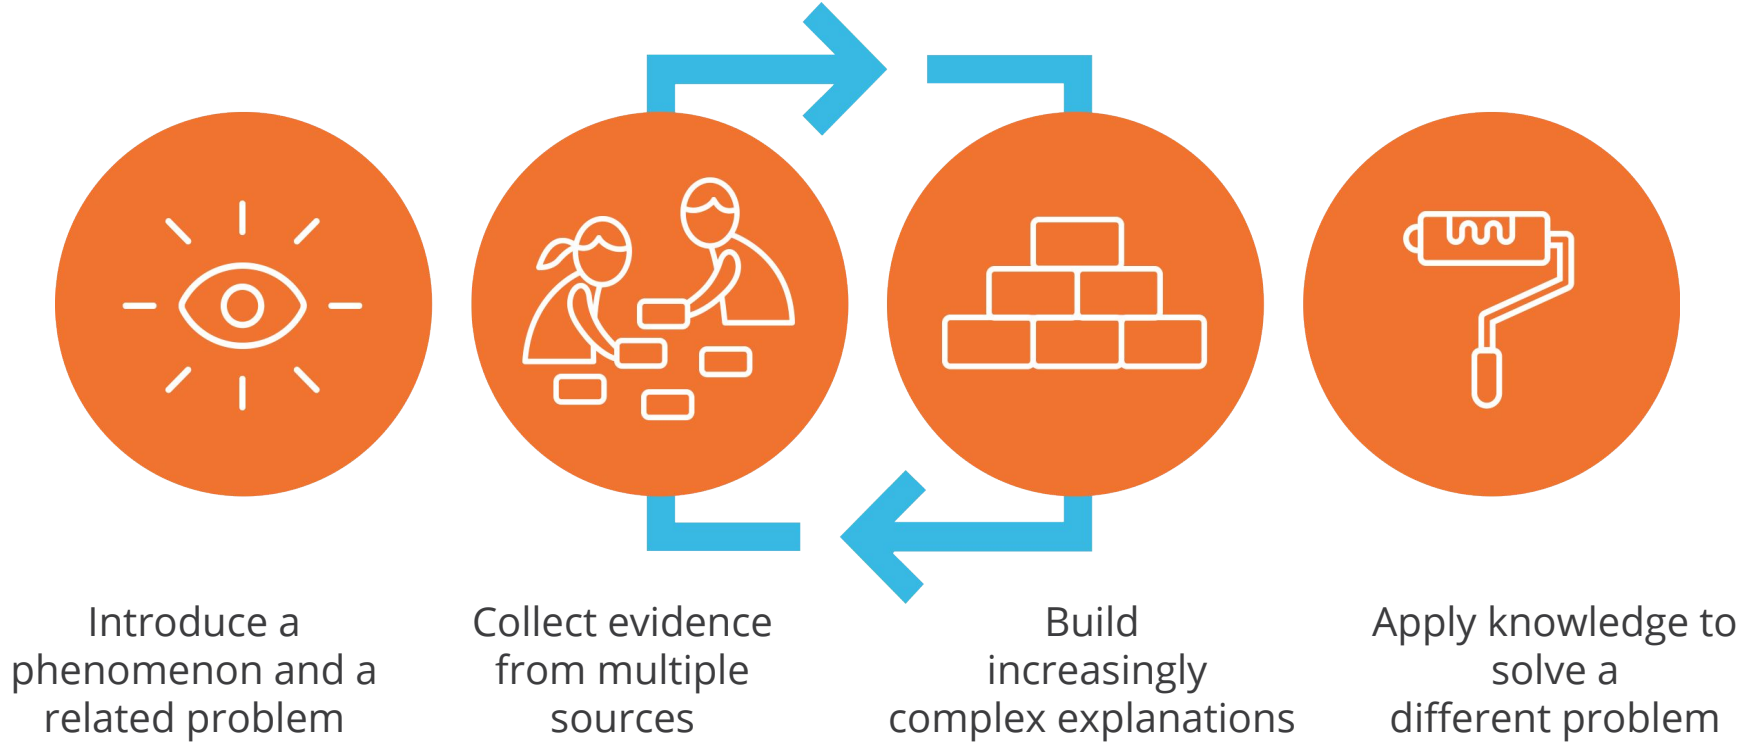 Introduce a
phenomenon and a
related problem
Collect evidence
from multiple
sources
Build
increasingly
complex explanations
Apply knowledge to
solve a
different problem